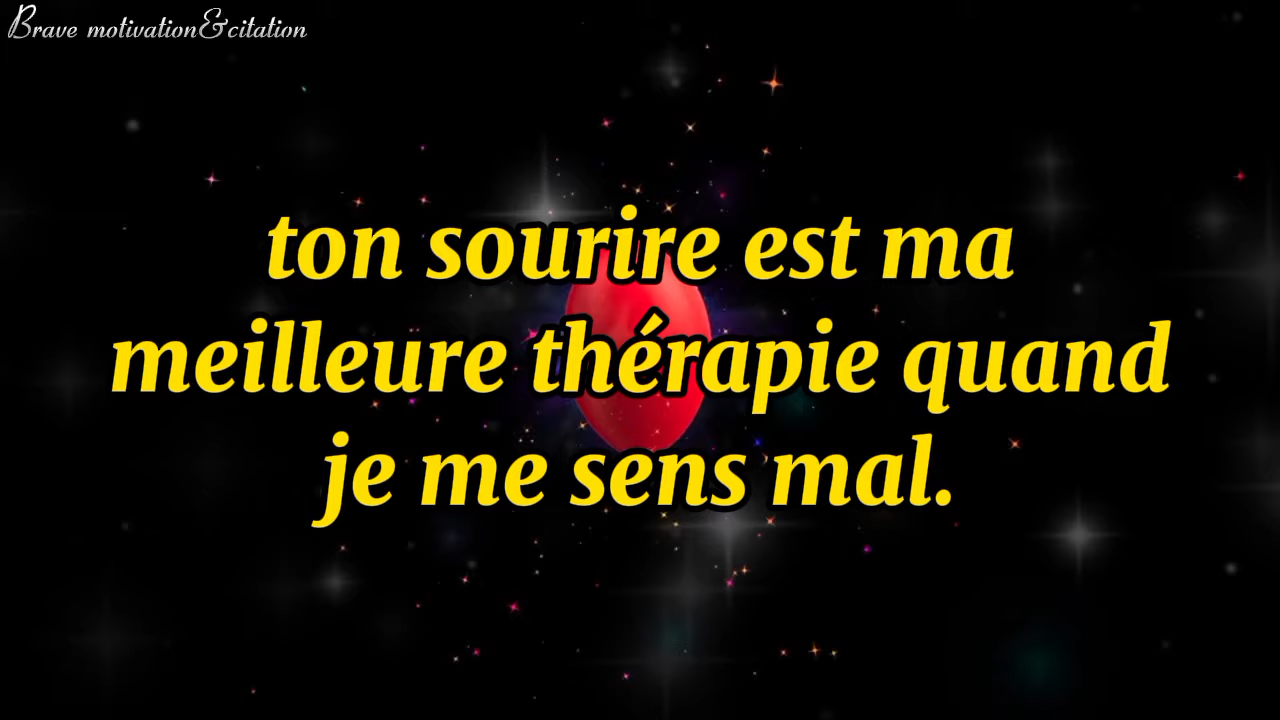 Brave motivation&citation
ton sourire est ma
meilleure thérapie quand
je me sens mal.